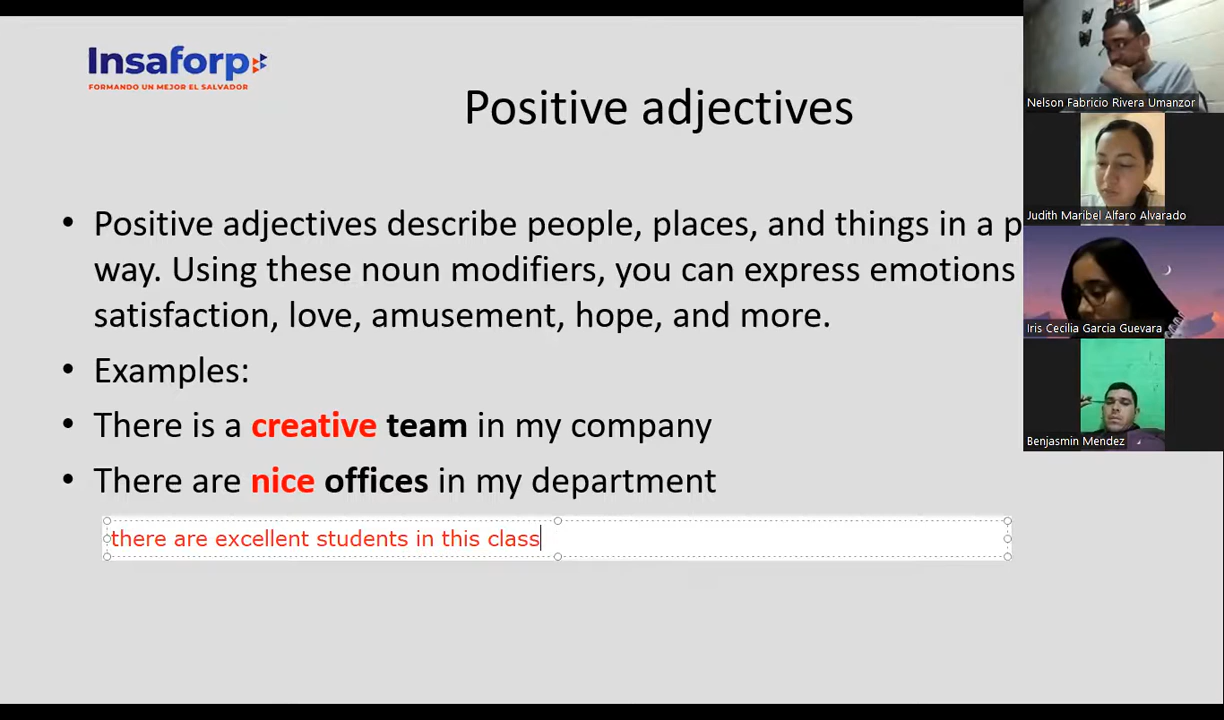 Insaforp
FORMANDO UN MEJOR EL SALVADOR
Positive adjectives
• Positive adjectives describe people, places, and things in a p
way. Using these noun modifiers, you can express emotions
satisfaction, love, amusement, hope, and more.
• Examples:
• There is a creative team in my company
• There are nice offices in my department
there are excellent students in this class
Nelson Fabricio Rivera Umanzor
Judith Maribel Alfaro Alvarado
Iris Cecilia Garcia Guevara
Benjasmin Mendez